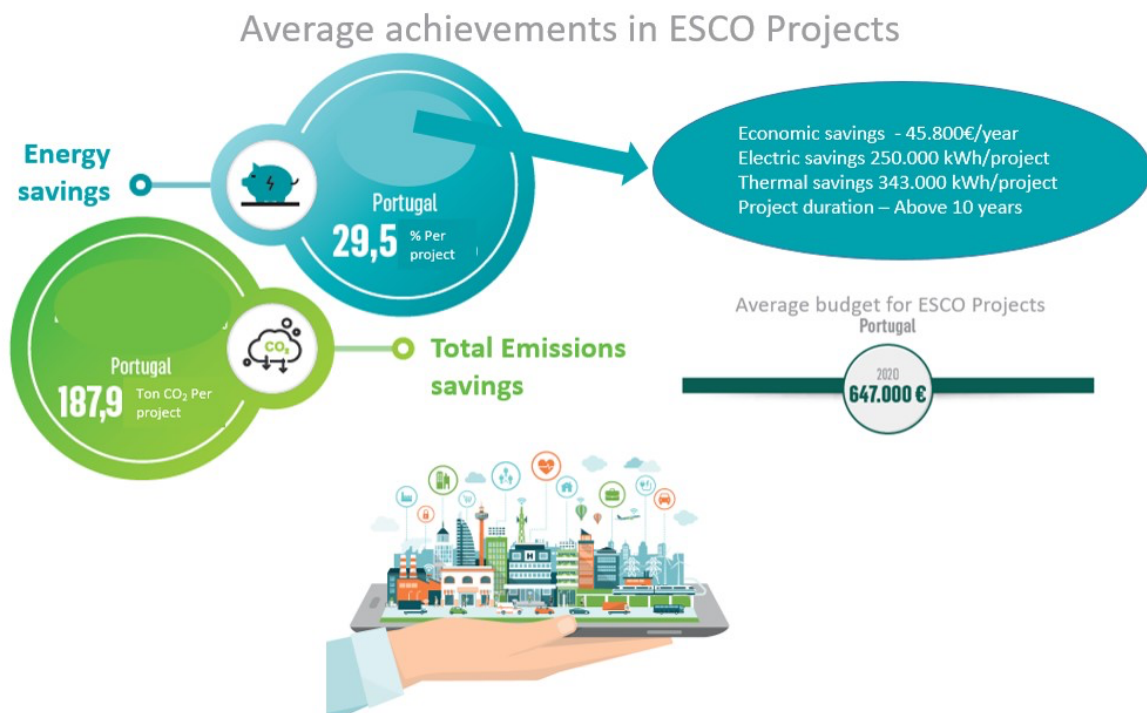 Average achievements in ESCO Projects
Energy
savings
Portugal
29,5
% Per
project
Economic savings - 45.800€/year
Electric savings 250.000 kWh/project
Thermal savings 343.000 kWh/project
Project duration – Above 10 years
Portugal
187,9
Ton CO₂ Per
project
CO₂
Total Emissions
savings
Average budget for ESCO Projects
Portugal
2020
647.000 €
H